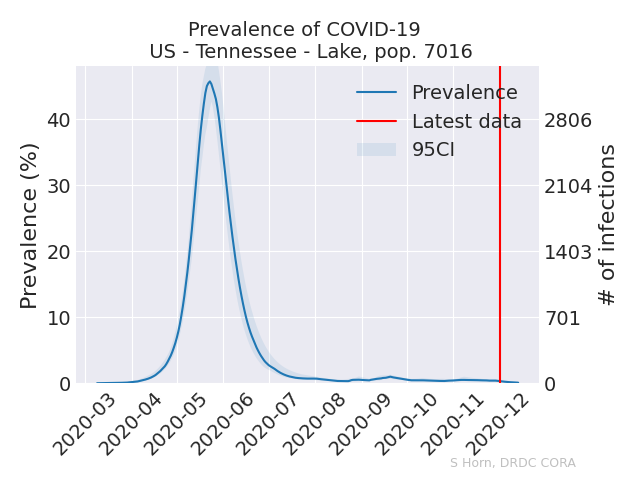 Prevalence of COVID-19
US - Tennessee - Lake, pop. 7016
Prevalence (%)
40
30
20
10
0
Prevalence
Latest data
95CI
2806
2104
1403
701
0
# of infections
2020-03
2020-04
2020-05
2020-06
2020-07
2020-08
2020-09
2020-10
2020-11
2020-12
S Horn, DRDC CORA